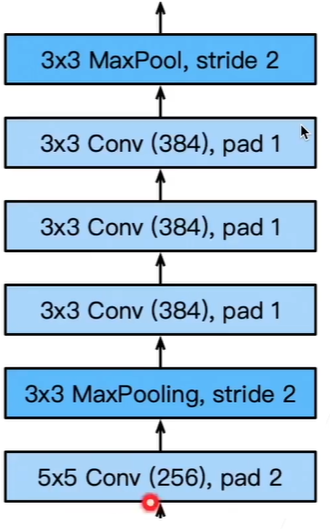 3x3 MaxPool, stride 2
3x3 Conv (384), pad 1
3x3 Conv (384), pad 1
3x3 Conv (384), pad 1
3x3 MaxPooling, stride 2
5x5 Conv (256), pad 2